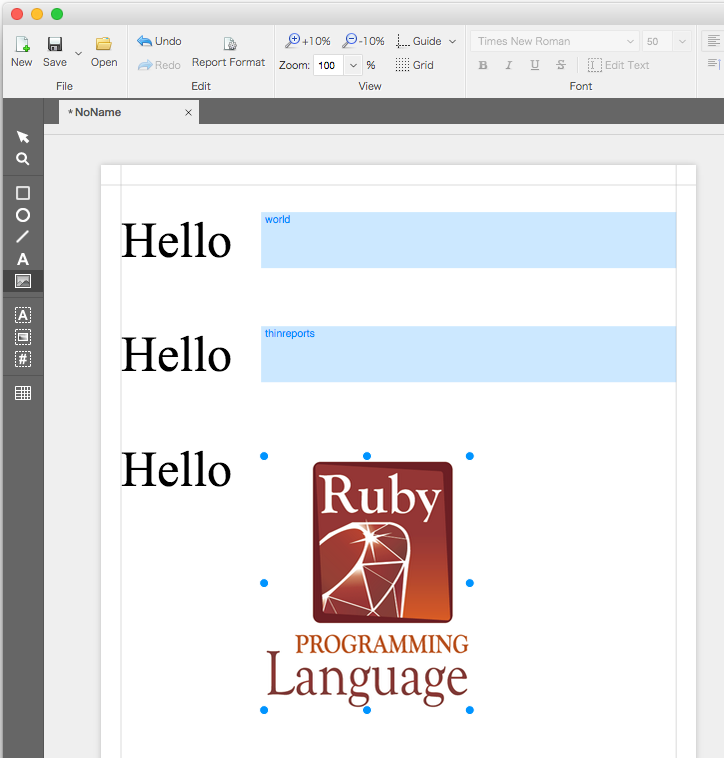 +10% -10% Guide Times New Roman 50
Undo
New Save Open Redo Report Format Zoom: 100 % Grid B I U S Edit Text
File Edit View Font
* NoName ×
world
Hello
A
thinreports
A
Hello
#
Hello
Ruby
PROGRAMMING
Language